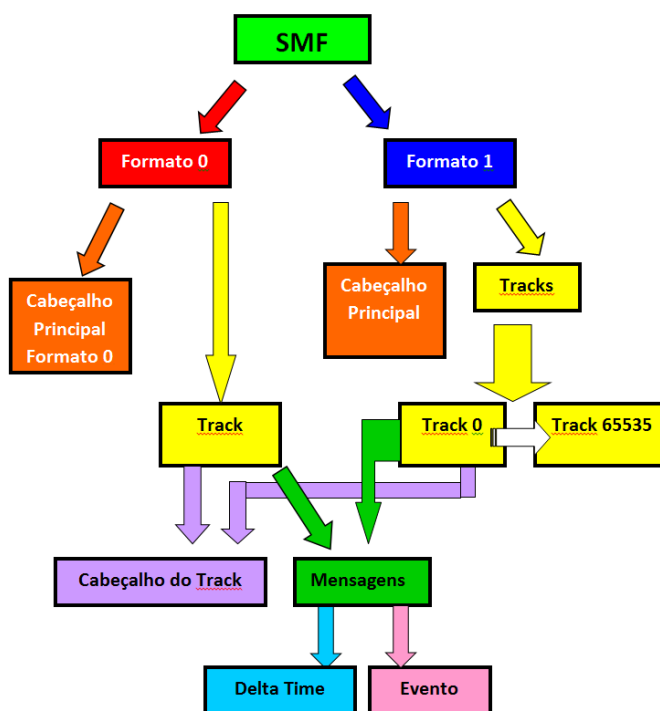 SMF
Formato 0
Formato 1
Cabeçalho
Principal
Formato 0
Cabeçalho
Principal
Tracks
Track
Track 0
Track 65535
Cabeçalho do Track
Mensagens
Delta Time
Evento